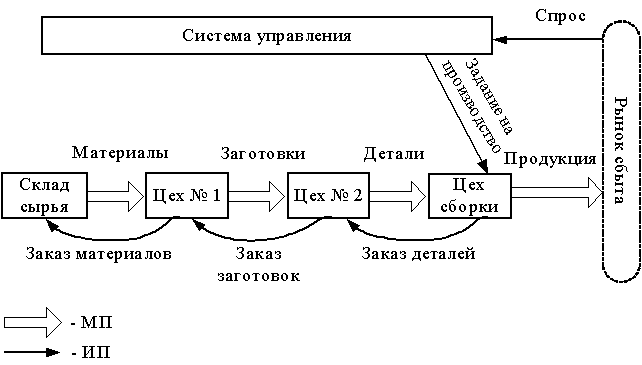 Спрос
Система управления
Задание на
производство
Рынок сбыта
Материалы
Заготовки
Детали
Продукция
Склад
сырья
Цех № 1
Цех № 2
Цех
сборки
Заказ материалов
Заказ
заготовок
Заказ деталей
- МП
- ИП